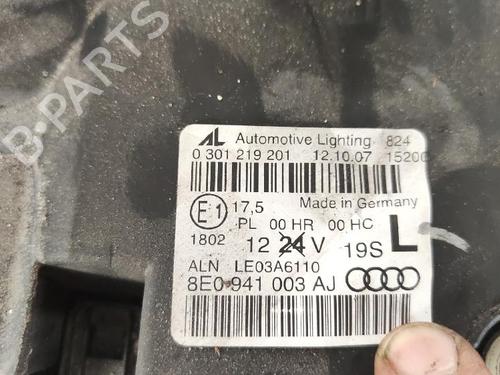 B-PARTS
AL Automotive Lighting 824
0 301 219 201 12.10.07 15200
E1 17,5 Made in Germany
PL 00 HR 00 HC
1802 12 24 V 19S L
ALN LE03A6110
8E0 941 003 AJ